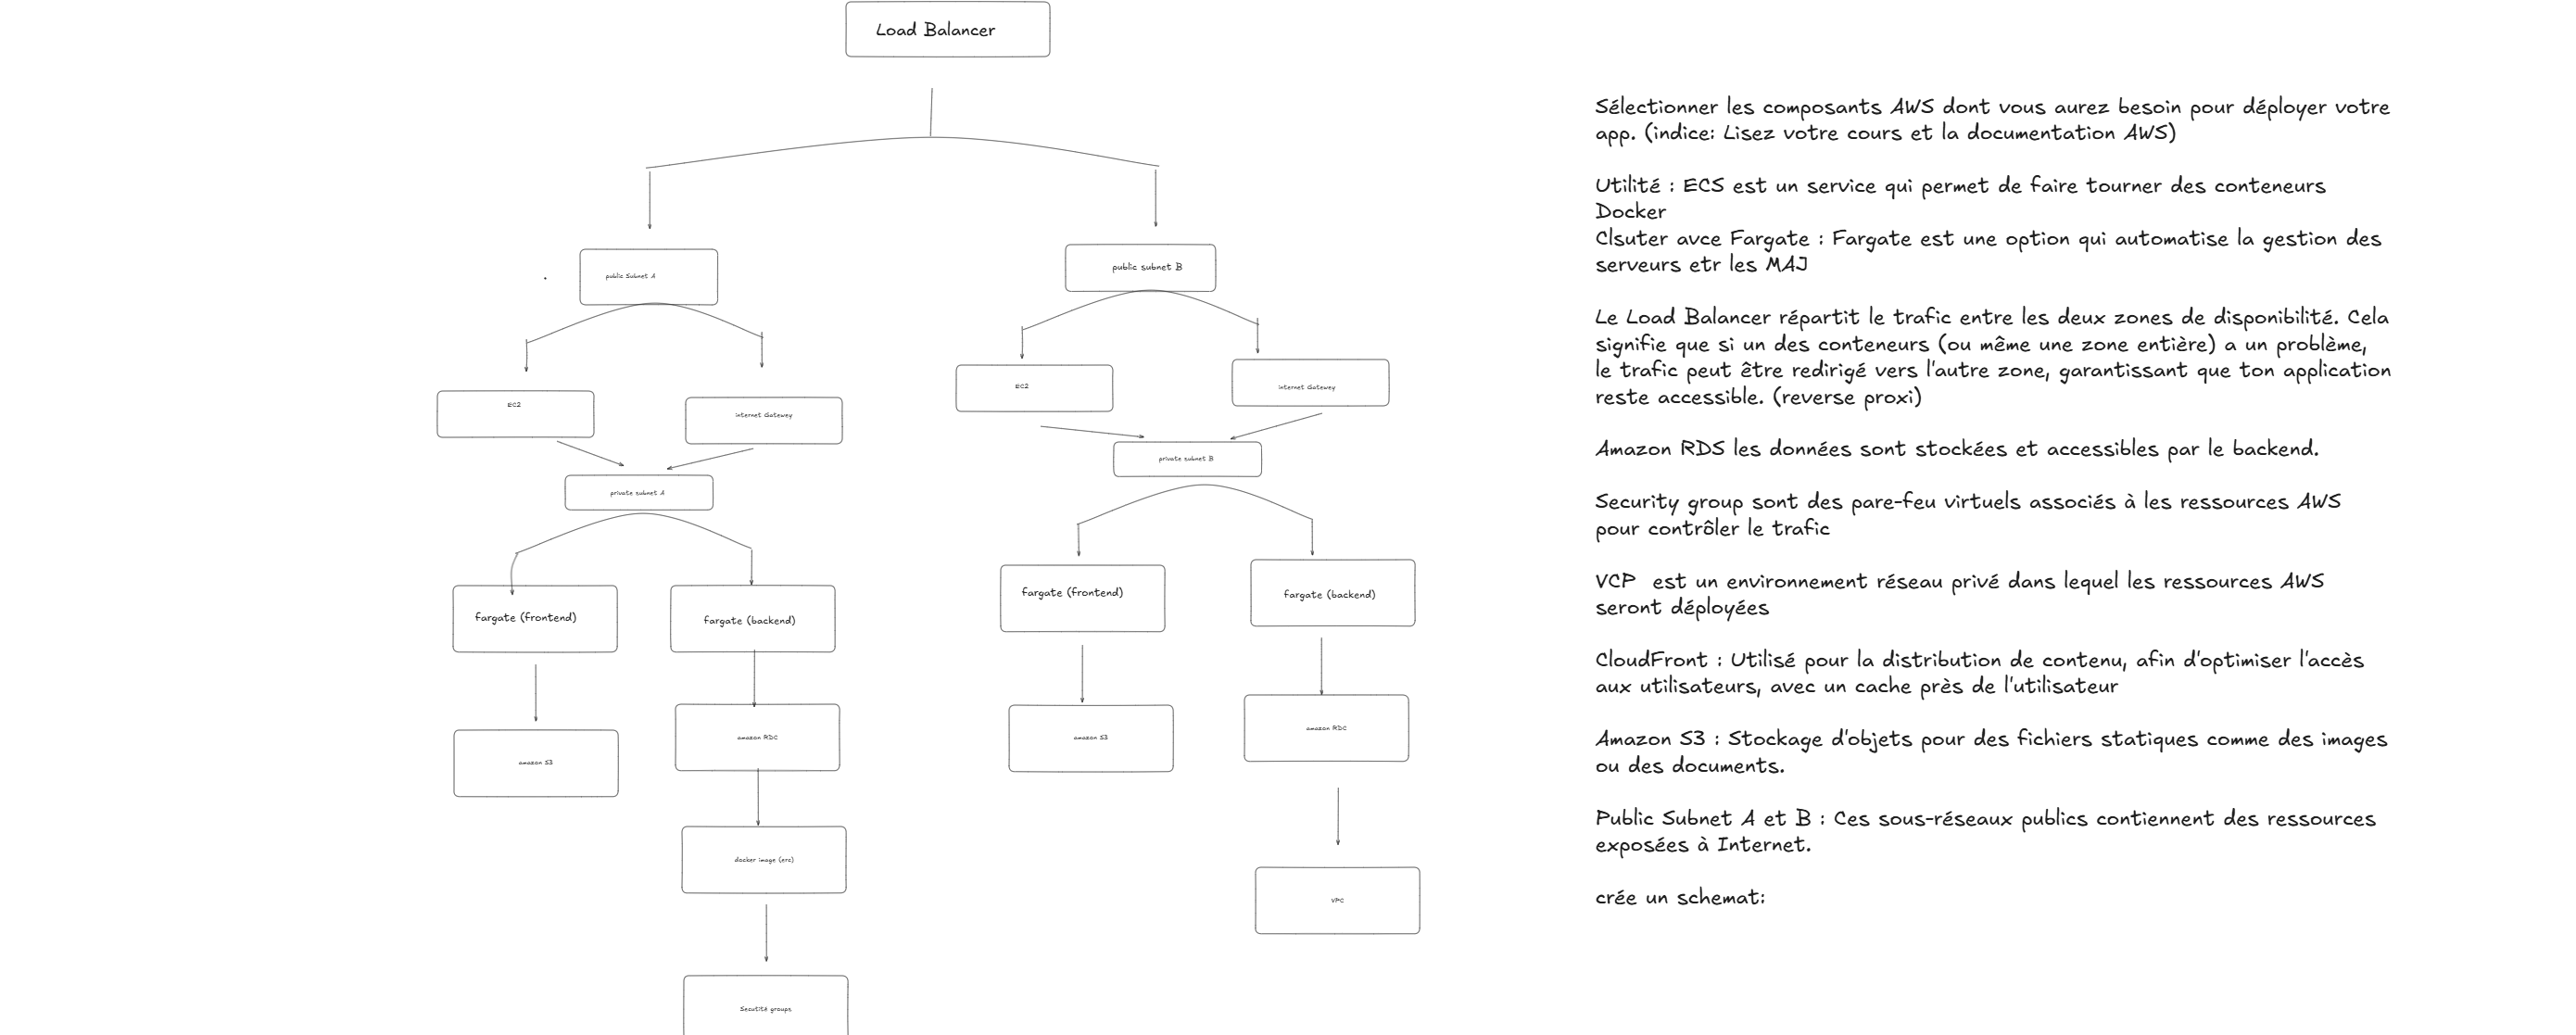 Load Balancer
public Subnet A
public subnet B
EC2
internet Gatewey
EC2
internet Gatewey
private subnet A
private subnet B
fargate (frontend)
fargate (backend)
fargate (frontend)
fargate (backend)
amazon S3
amazon RDC
amazon S3
amazon RDC
docker image (erc)
VPC
Secutité groups
Sélectionner les composants AWS dont vous aurez besoin pour déployer votre
app. (indice: Lisez votre cours et la documentation AWS)
Utilité : ECS est un service qui permet de faire tourner des conteneurs
Docker
Clsuter avce Fargate : Fargate est une option qui automatise la gestion des
serveurs etr les MAJ
Le Load Balancer répartit le trafic entre les deux zones de disponibilité. Cela
signifie que si un des conteneurs (ou même une zone entière) a un problème,
le trafic peut être redirigé vers l'autre zone, garantissant que ton application
reste accessible. (reverse proxi)
Amazon RDS les données sont stockées et accessibles par le backend.
Security group sont des pare-feu virtuels associés à les ressources AWS
pour contrôler le trafic
VCP est un environnement réseau privé dans lequel les ressources AWS
seront déployées
CloudFront : Utilisé pour la distribution de contenu, afin d'optimiser l'accès
aux utilisateurs, avec un cache près de l'utilisateur
Amazon S3 : Stockage d'objets pour des fichiers statiques comme des images
ou des documents.
Public Subnet A et B : Ces sous-réseaux publics contiennent des ressources
exposées à Internet.
crée un schemat: